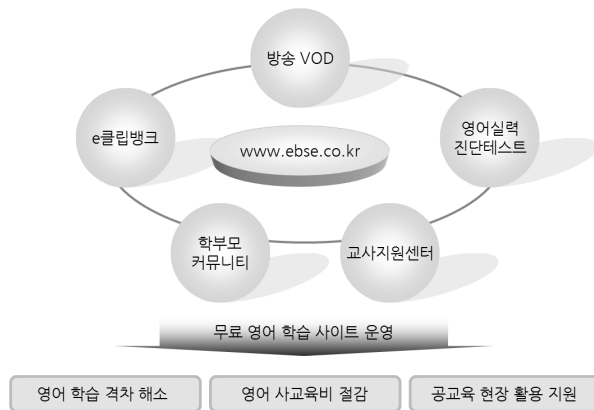 방송 VOD
e클립뱅크
www.ebse.co.kr
영어실력
진단테스트
학부모
커뮤니티
교사지원센터
무료 영어 학습 사이트 운영
영어 학습 격차 해소
영어 사교육비 절감
공교육 현장 활용 지원